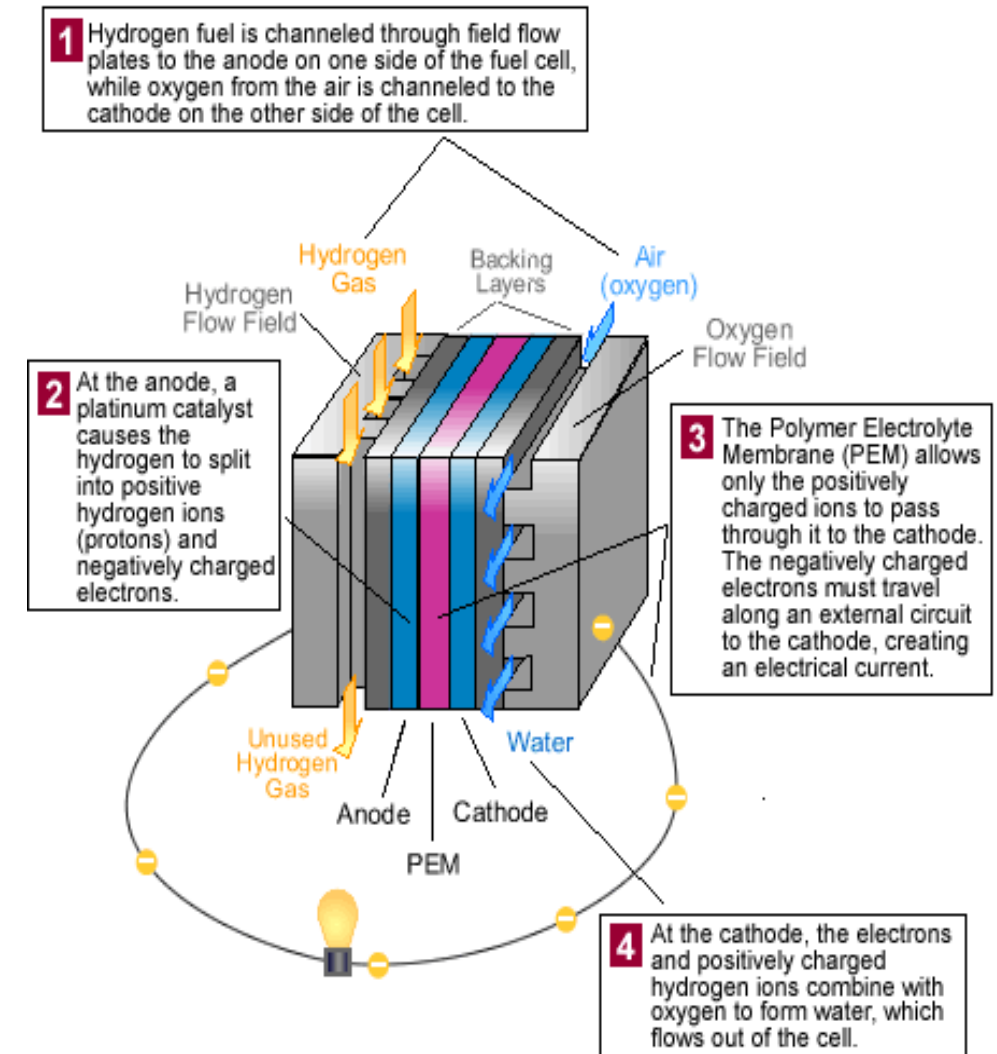 1 Hydrogen fuel is channeled through field flow
plates to the anode on one side of the fuel cell,
while oxygen from the air is channeled to the
cathode on the other side of the cell.
Hydrogen
Gas
Backing
Layers
Air
(oxygen)
Hydrogen
Flow Field
Oxygen
Flow Field
2 At the anode, a
platinum catalyst
causes the
hydrogen to split
into positive
hydrogen ions
(protons) and
negatively charged
electrons.
3 The Polymer Electrolyte
Membrane (PEM) allows
only the positively
charged ions to pass
through it to the cathode.
The negatively charged
electrons must travel
along an external circuit
to the cathode, creating
an electrical current.
Unused
Hydrogen
Gas
Water
Anode
Cathode
PEM
4 At the cathode, the electrons
and positively charged
hydrogen ions combine with
oxygen to form water, which
flows out of the cell.